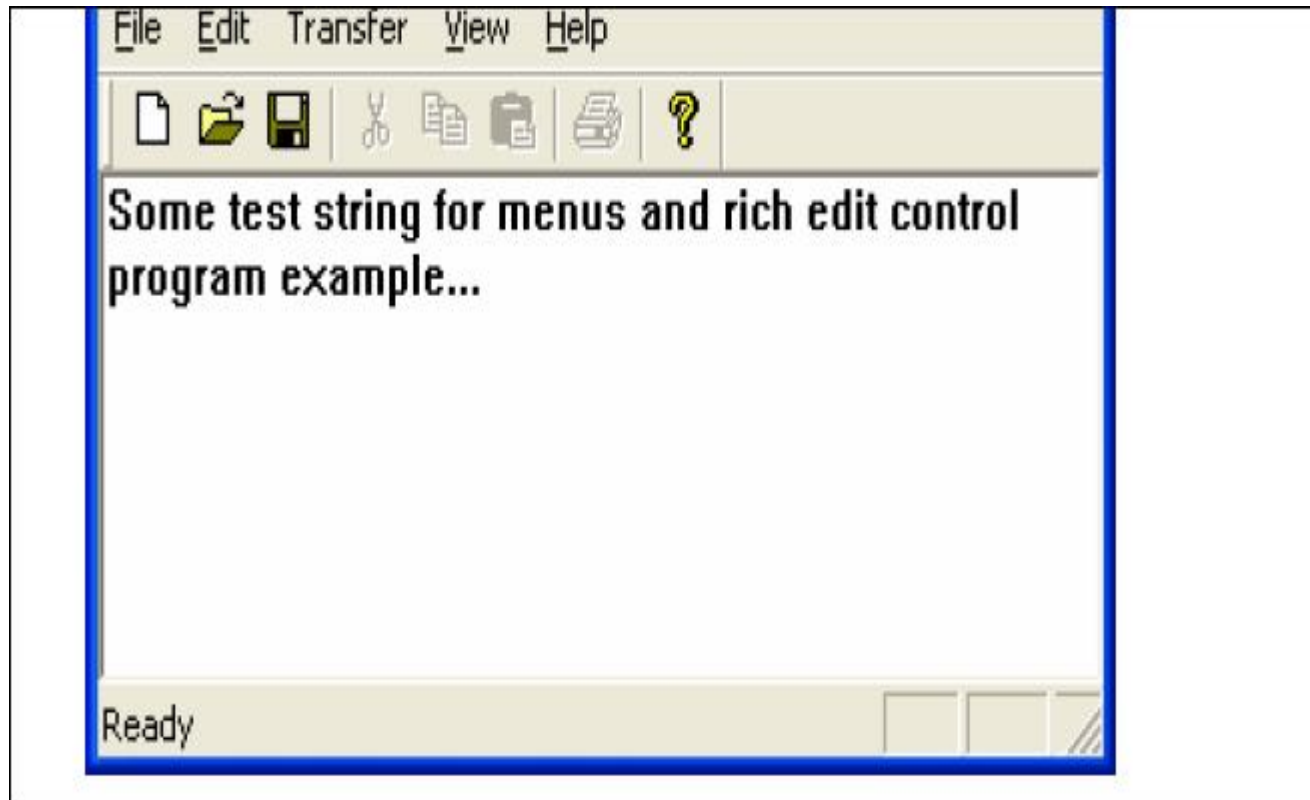 File Edit Transfer View Help
Some test string for menus and rich edit control
program example...
Ready